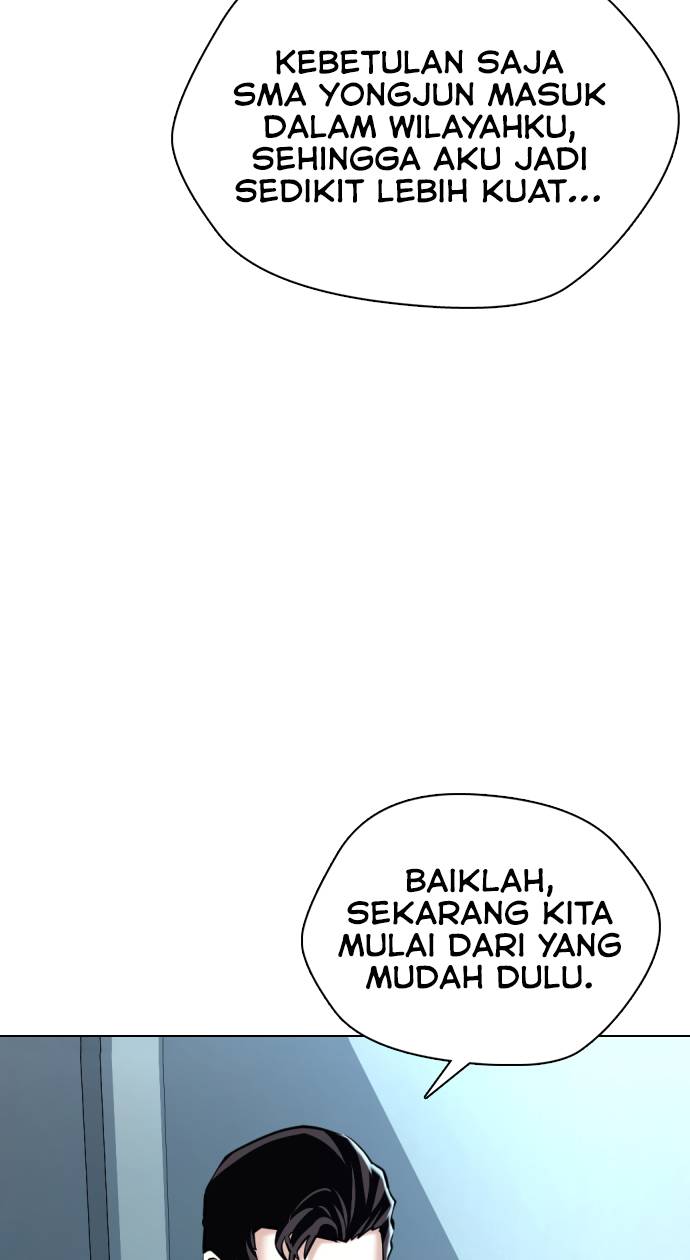 KEBETULAN SAJA
SMA YONGJUN MASUK
DALAM WILAYAHKU,
SEHINGGA AKU JADI
SEDIKIT LEBIH KUAT...
BAIKLAH,
SEKARANG KITA
MULAI DARI YANG
MUDAH DULU.